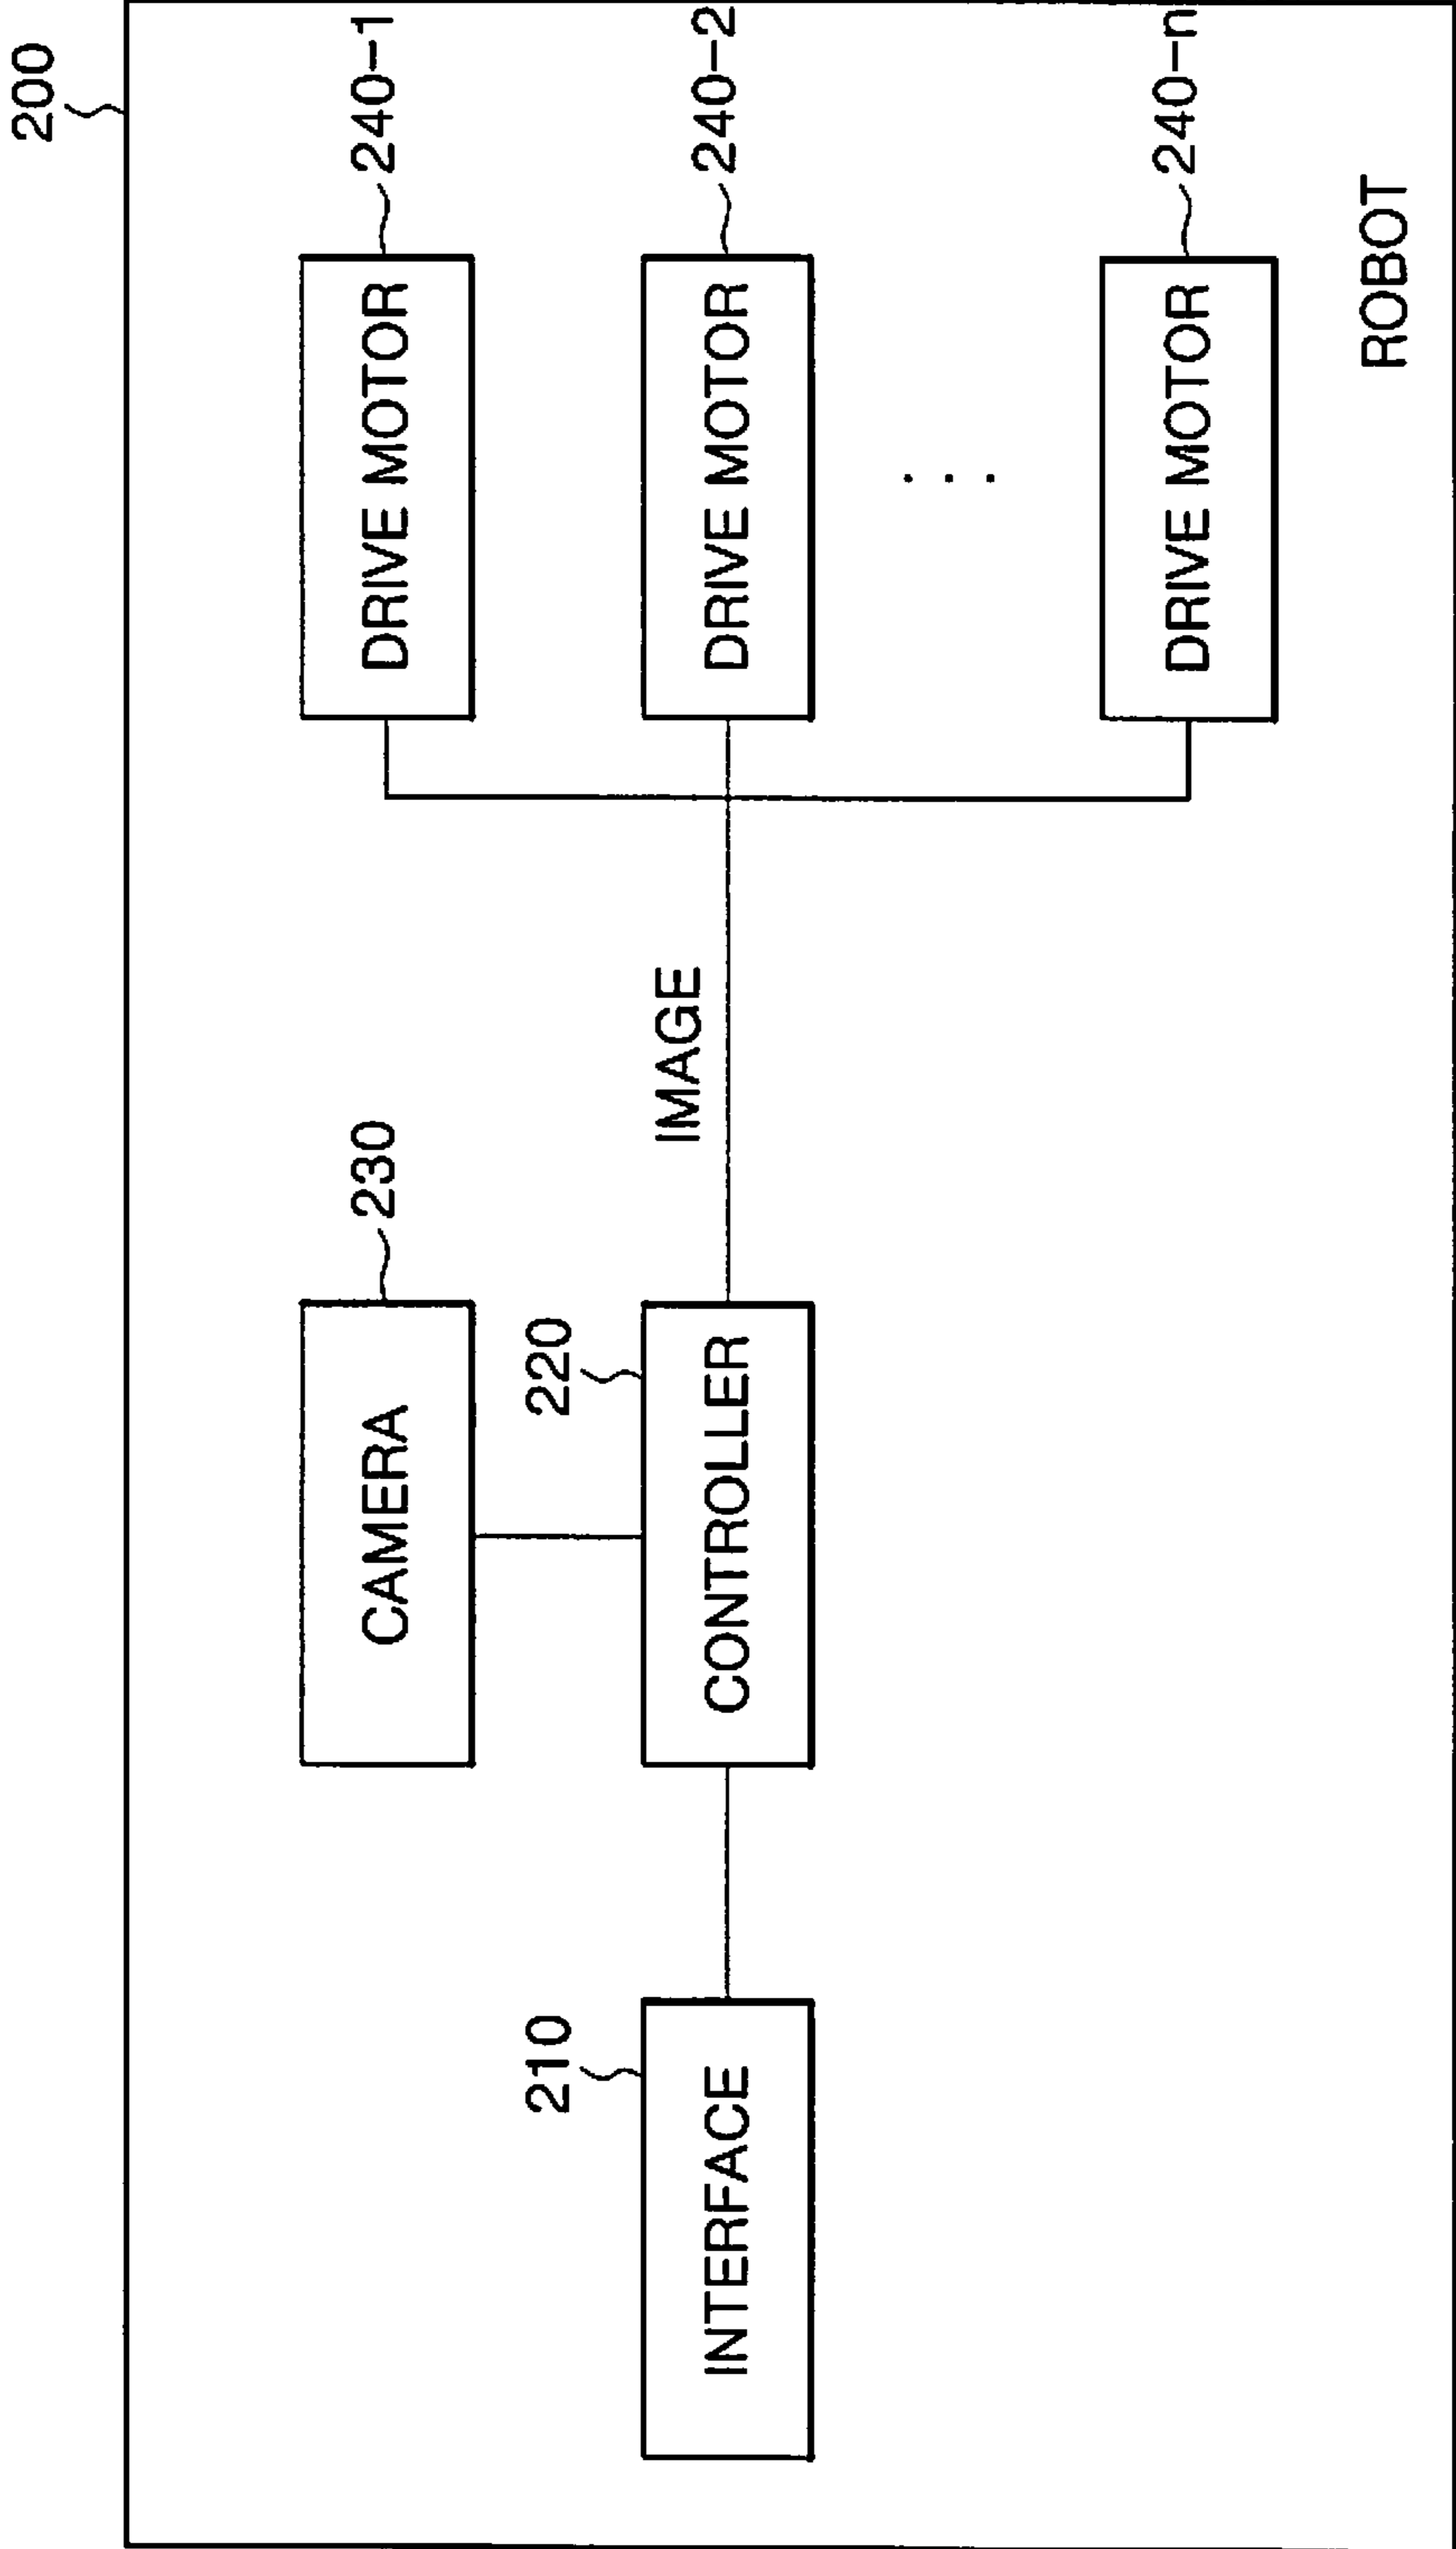 200
CAMERA
230
DRIVE MOTOR
240-1
210
INTERFACE
220
CONTROLLER
IMAGE
DRIVE MOTOR
240-2
. . .
DRIVE MOTOR
240-n
ROBOT